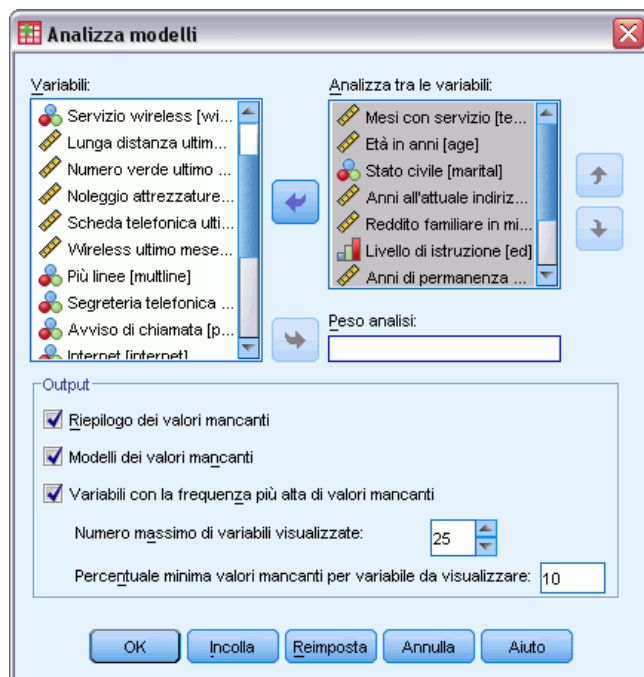 Analizza modelli
Variabili:
Servizio wireless [wi...
Lunga distanza ultim...
Numero verde ultimo ...
Noleggio attrezzature...
Scheda telefonica ulti...
Wireless ultimo mese...
Più linee [multline]
Segreteria telefonica ...
Avviso di chiamata [p...
Internet [internet]
Analizza tra le variabili:
Mesi con servizio [te...
Età in anni [age]
Stato civile [marital]
Anni all'attuale indiriz...
Reddito familiare in mi...
Livello di istruzione [ed]
Anni di permanenza ...
Peso analisi:
Output
Riepilogo dei valori mancanti
Modelli dei valori mancanti
Variabili con la frequenza più alta di valori mancanti
Numero massimo di variabili visualizzate: 25
Percentuale minima valori mancanti per variabile da visualizzare: 10
OK Incolla Reimposta Annulla Aiuto